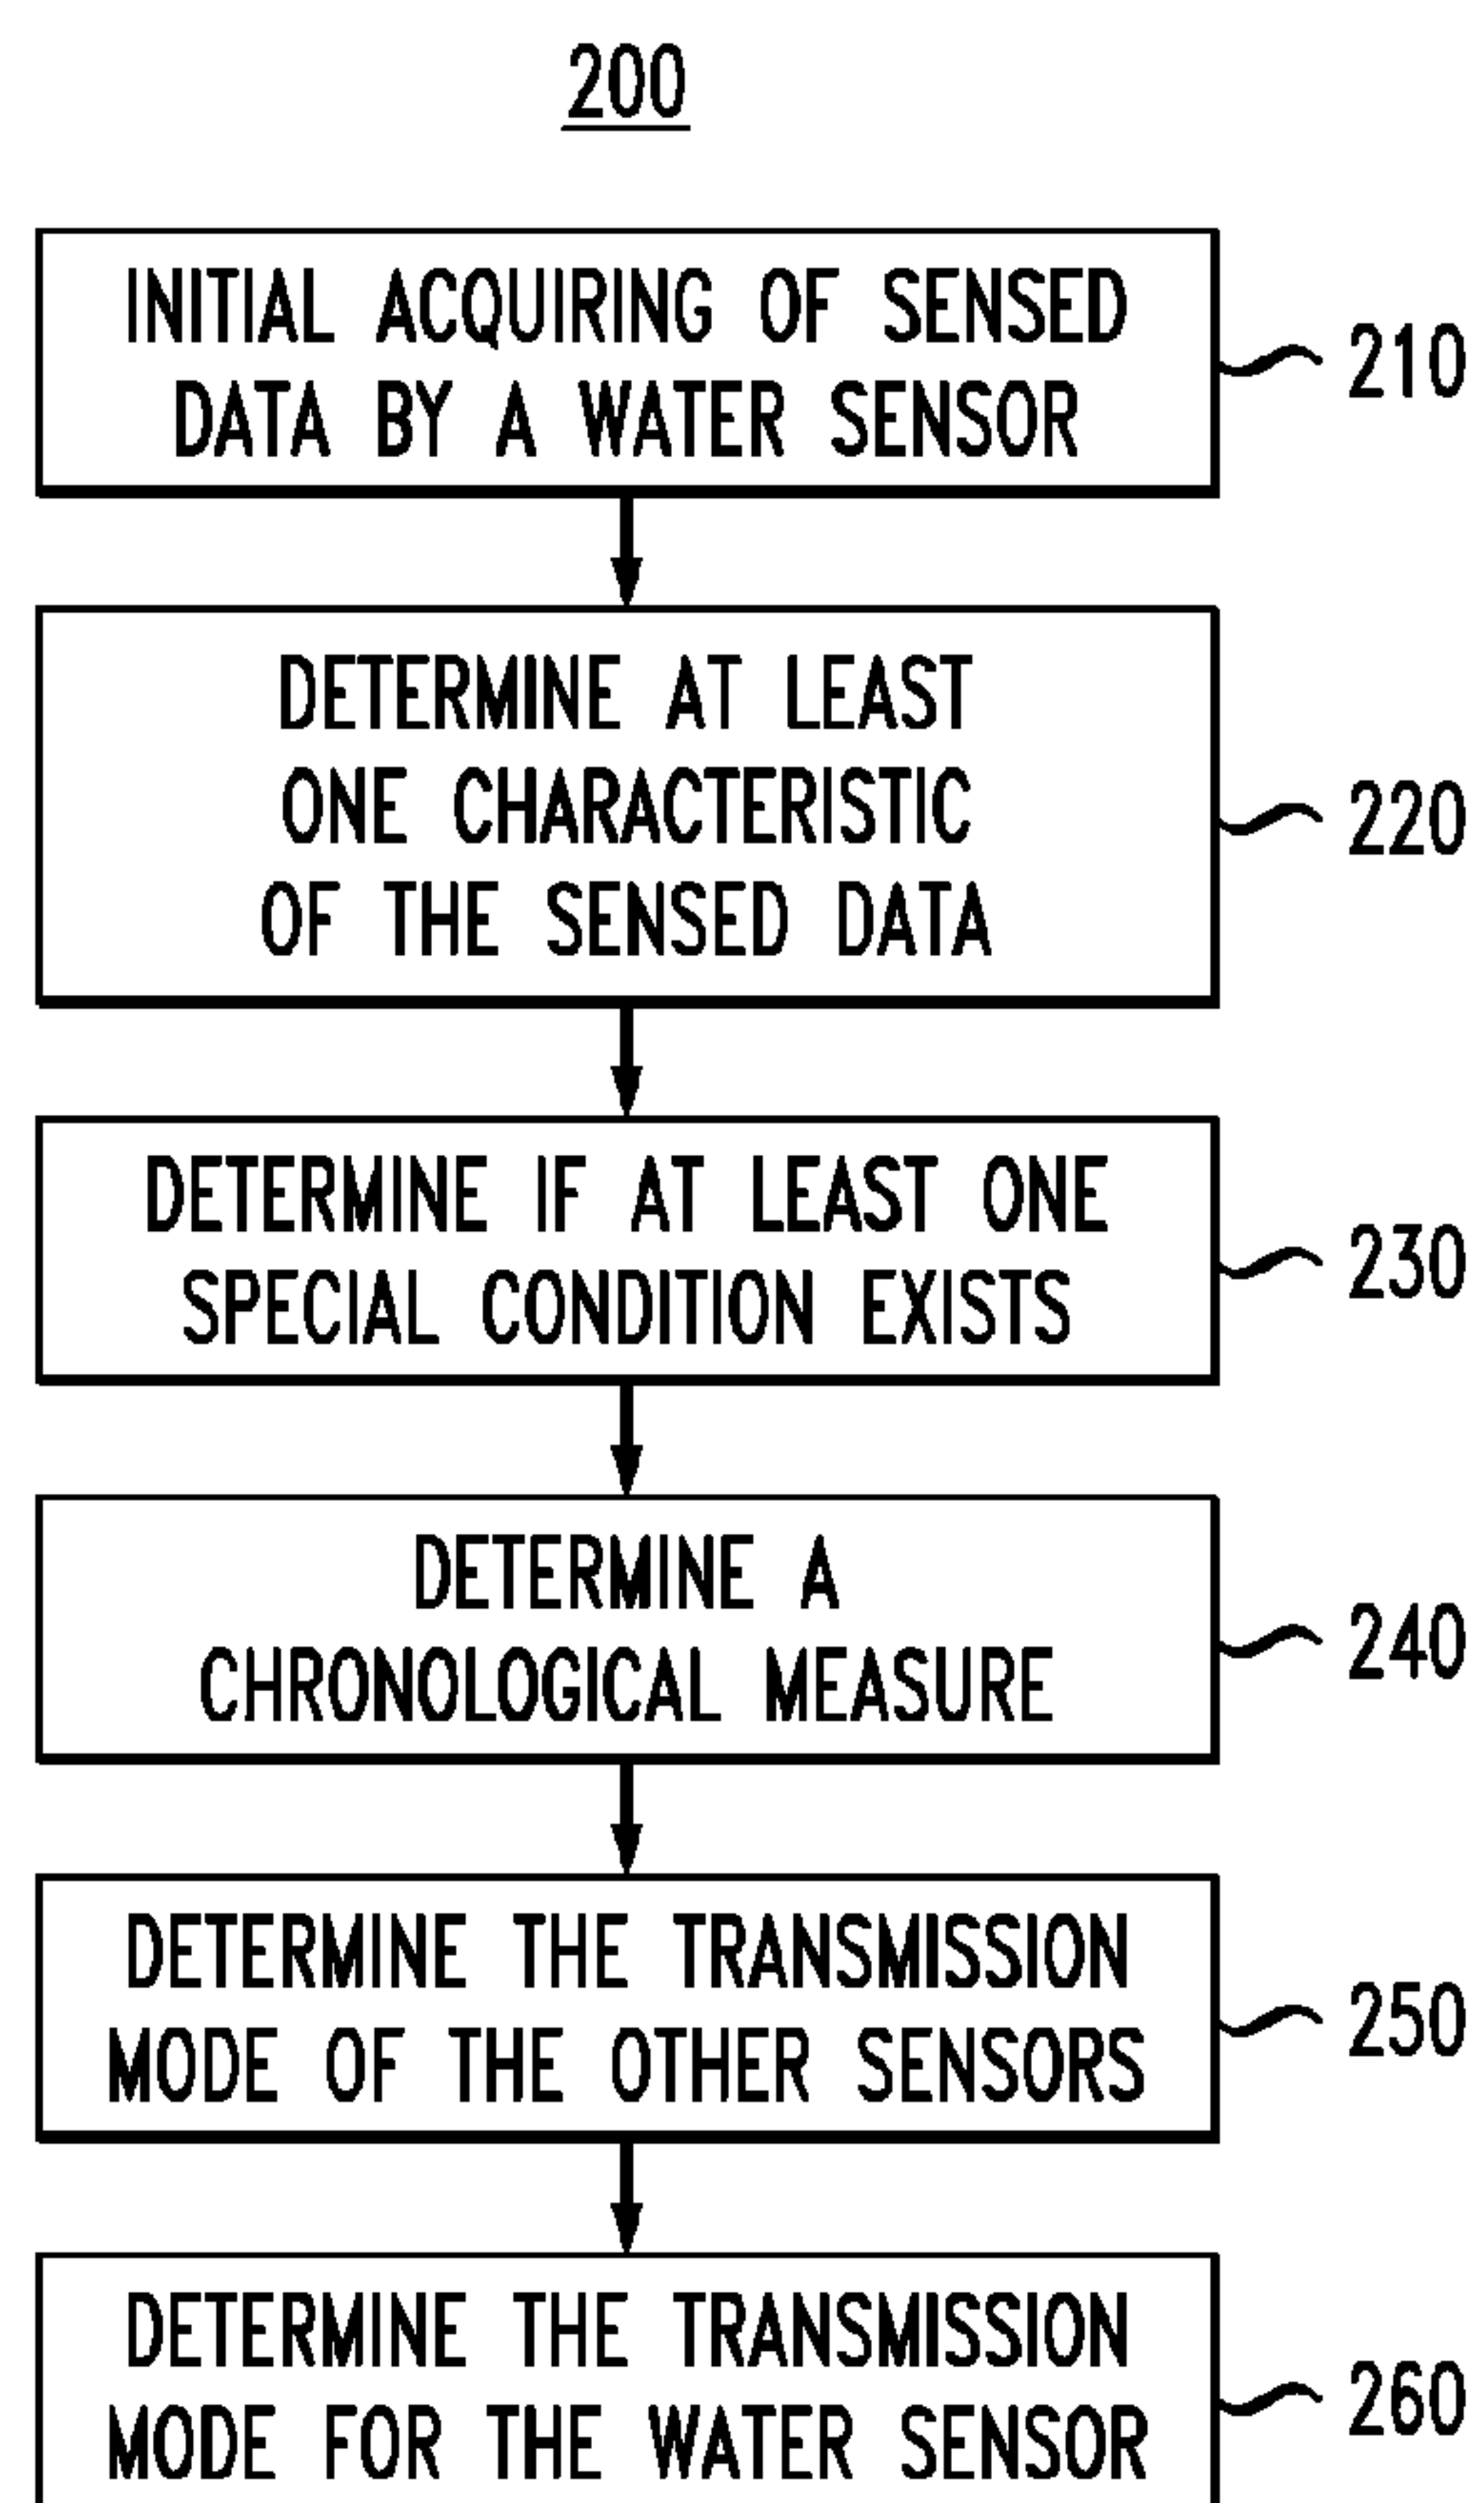 200
INITIAL ACQUIRING OF SENSED
DATA BY A WATER SENSOR
210
DETERMINE AT LEAST
ONE CHARACTERISTIC
OF THE SENSED DATA
220
DETERMINE IF AT LEAST ONE
SPECIAL CONDITION EXISTS
230
DETERMINE A
CHRONOLOGICAL MEASURE
240
DETERMINE THE TRANSMISSION
MODE OF THE OTHER SENSORS
250
DETERMINE THE TRANSMISSION
MODE FOR THE WATER SENSOR
260